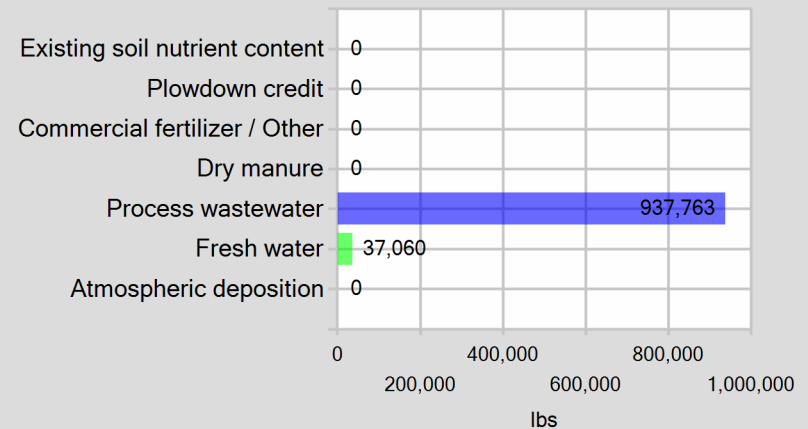 Existing soil nutrient content 0
Plowdown credit 0
Commercial fertilizer / Other 0
Dry manure 0
Process wastewater 937,763
Fresh water 37,060
Atmospheric deposition 0
0 400,000 800,000
200,000 600,000 1,000,000
lbs